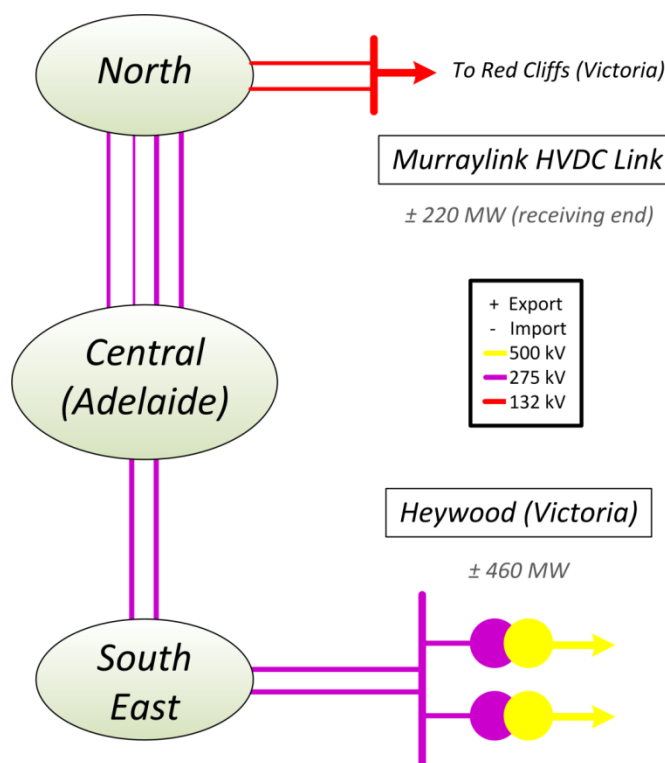 North
To Red Cliffs (Victoria)
Murraylink HVDC Link
± 220 MW (receiving end)
+ Export
- Import
500 kV
275 kV
132 kV
Central
(Adelaide)
Heywood (Victoria)
± 460 MW
South
East